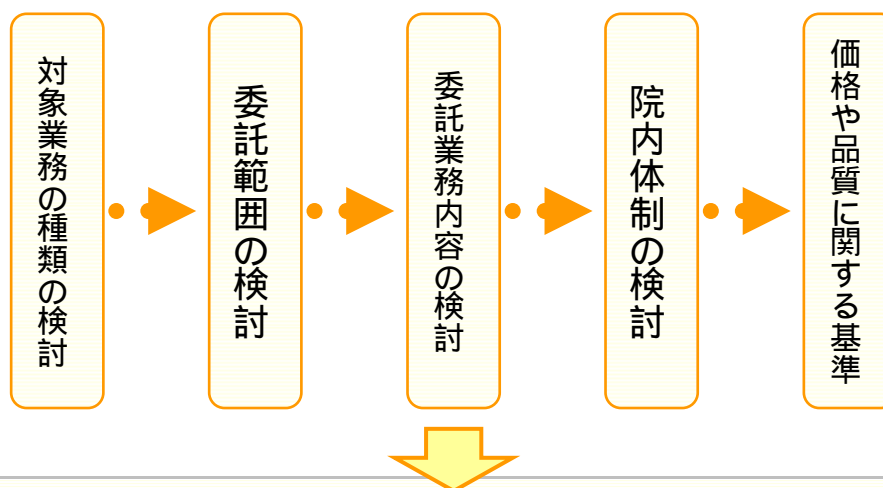 対象業務の種類の検討
委託範囲の検討
委託業務内容の検討
院内体制の検討
価格や品質に関する基準